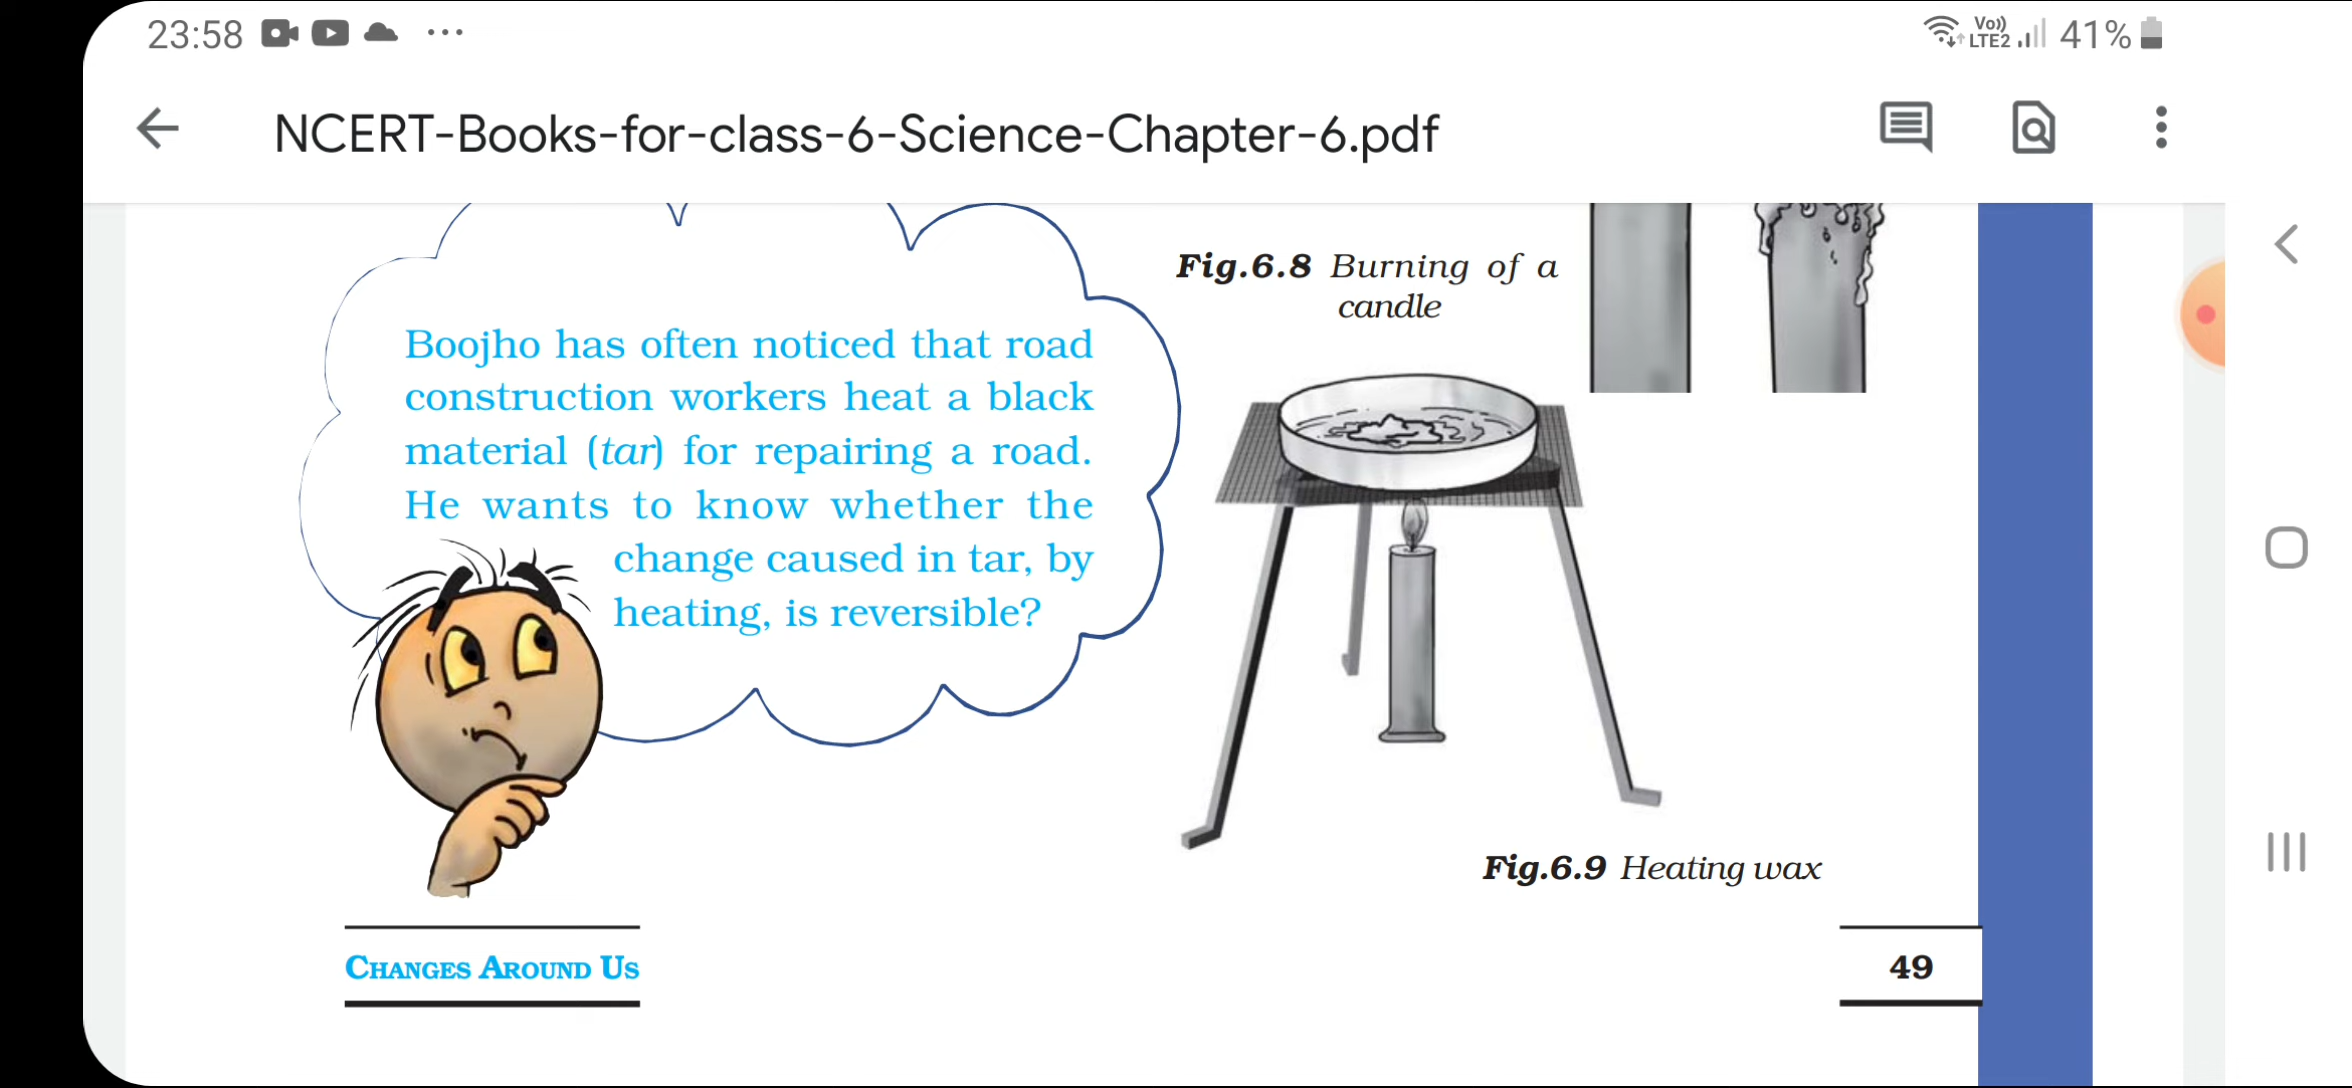 23:58
Vo)) LTE2 41%
NCERT-Books-for-class-6-Science-Chapter-6.pdf
Boojho has often noticed that road
construction workers heat a black
material (tar) for repairing a road.
He wants to know whether the
change caused in tar, by
heating, is reversible?
Fig.6.8 Burning of a
candle
Fig.6.9 Heating wax
CHANGES AROUND US
49